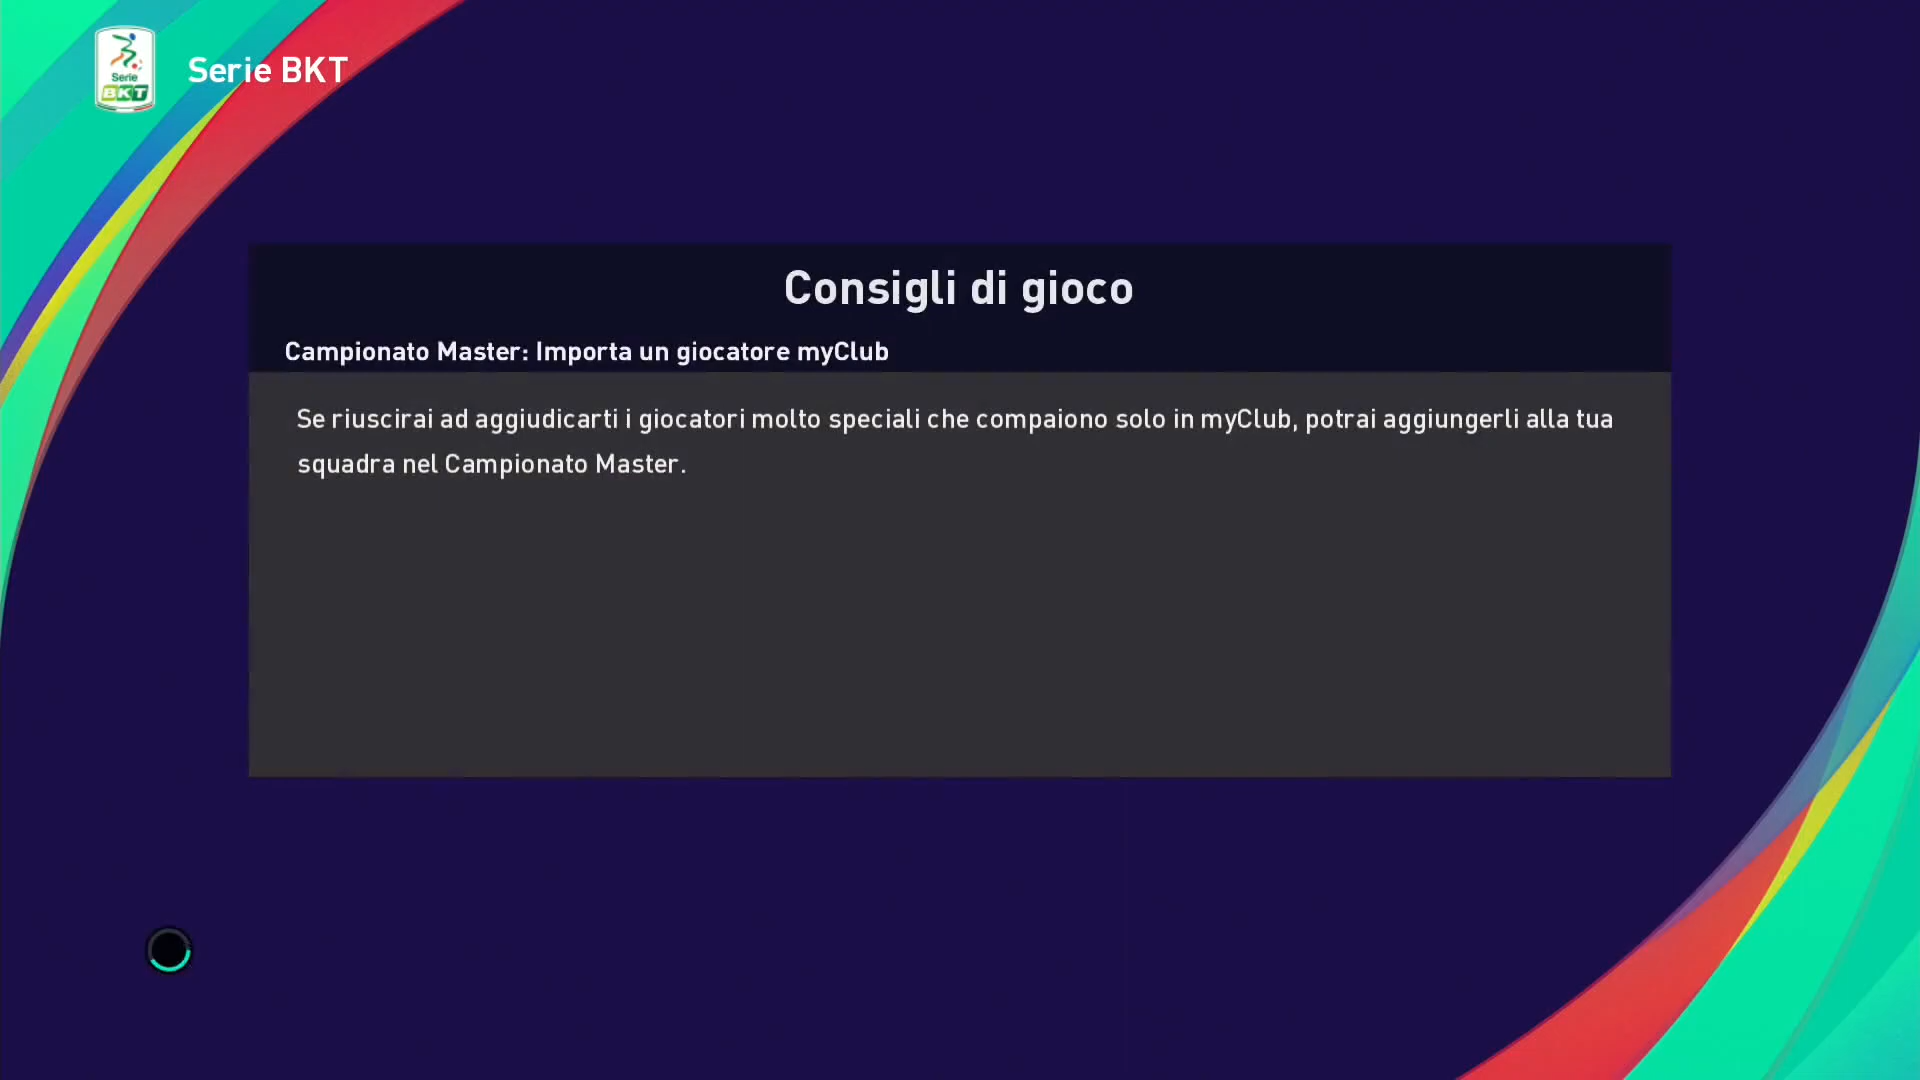 Serie
BKT
Serie BKT
Consigli di gioco
Campionato Master: Importa un giocatore myClub
Se riuscirai ad aggiudicarti i giocatori molto speciali che compaiono solo in myClub, potrai aggiungerli alla tua
squadra nel Campionato Master.